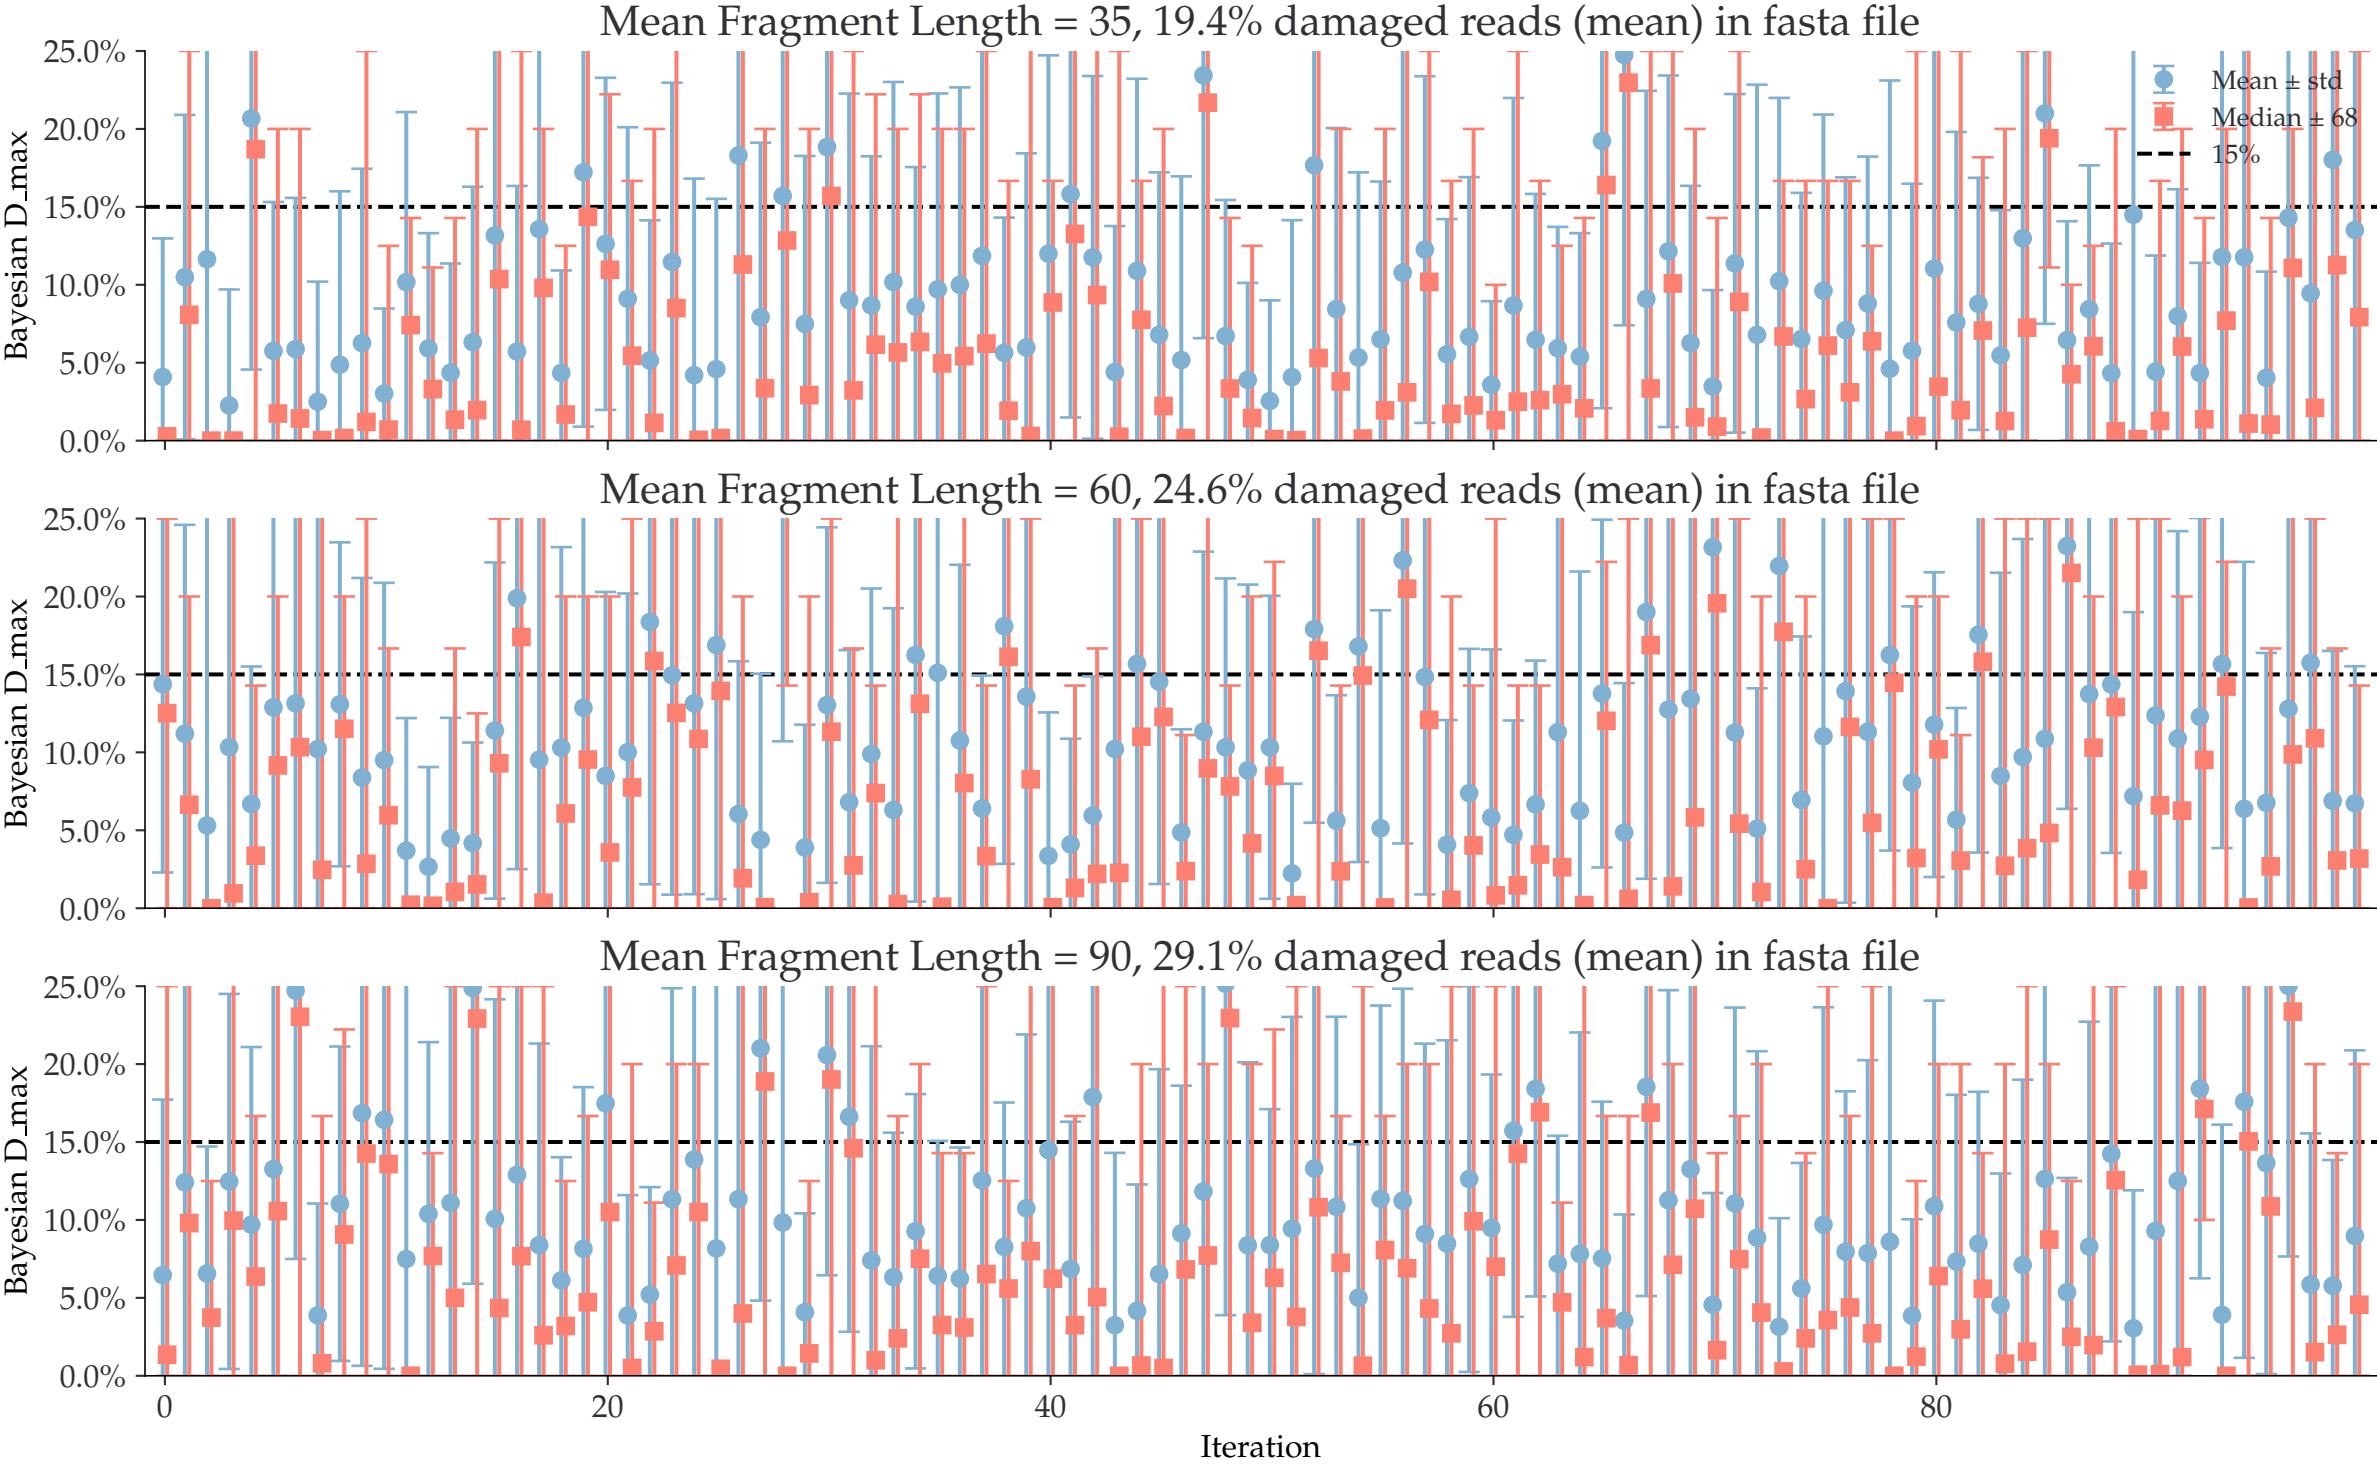 Mean Fragment Length = 35, 19.4% damaged reads (mean) in fasta file
25.0%
20.0%
15.0%
10.0%
5.0%
0.0%
Bayesian D_max
Mean ± std
Median ± 68
15%
Mean Fragment Length = 60, 24.6% damaged reads (mean) in fasta file
25.0%
20.0%
15.0%
10.0%
5.0%
0.0%
Bayesian D_max
Mean Fragment Length = 90, 29.1% damaged reads (mean) in fasta file
25.0%
20.0%
15.0%
10.0%
5.0%
0.0%
Bayesian D_max
0 20 40 60 80
Iteration